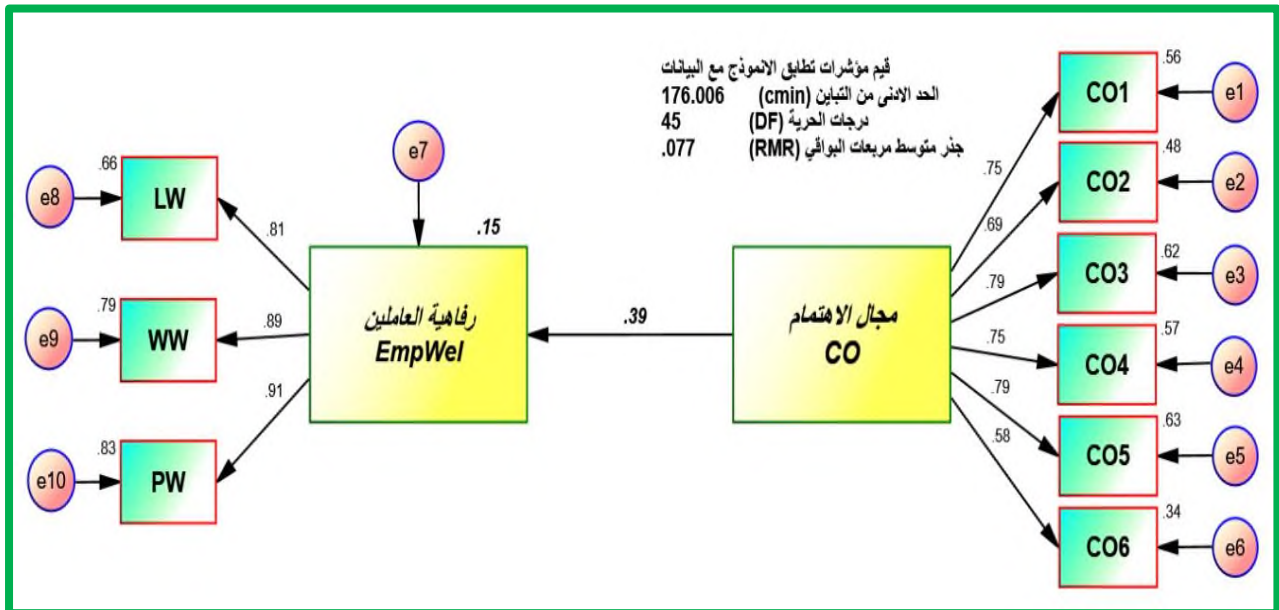 قيم مؤشرات تطابق الانموذج مع البيانات
الحد الادنى من التباين (cmin) 176.006
درجات الحرية (DF) 45
جذر متوسط مربعات البواقي (RMR) .077
e7
e8
.66
LW
.81
e9
.79
WW
.89
e10
.83
PW
.91
.15
رفاهية العاملين
EmpWel
.39
مجال الاهتمام
CO
.75
CO1
.56
e1
.69
CO2
.48
e2
.79
CO3
.62
e3
.75
CO4
.57
e4
.79
CO5
.63
e5
.58
CO6
.34
e6